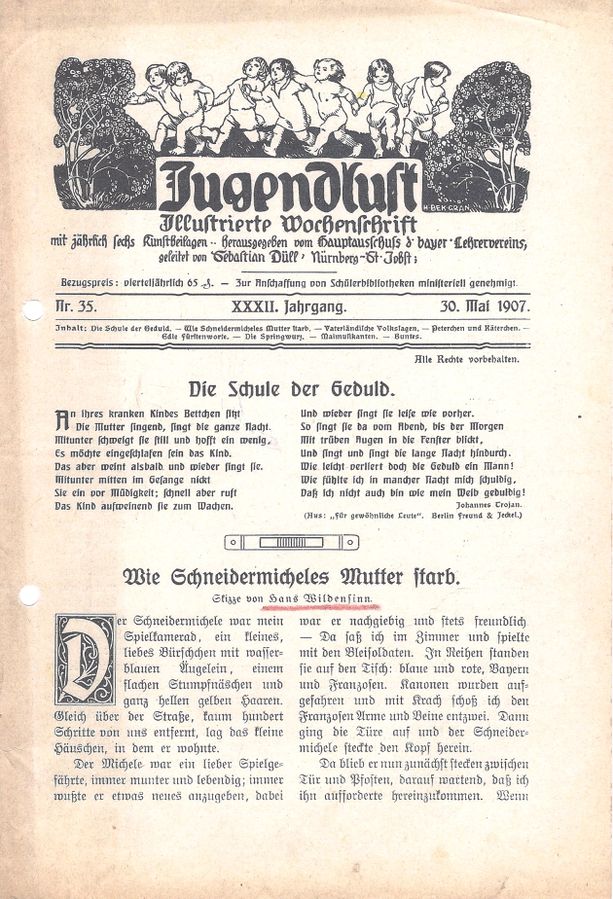 Jugendlust
H·BEK·GRAN
Illustrierte Wochenschrift
mit jährlich sechs Kunstbeilagen ·· herausgegeben vom Hauptausschuss d· bayer· Lehrervereins,
geleitet von Sebastian Düll, Nürnberg–St·Jobst;
Bezugspreis: vierteljährlich 65 ₰. — Zur Anschaffung von Schülerbibliotheken ministeriell genehmigt.
Nr. 35. XXXII. Jahrgang. 30. Mai 1907.
Inhalt: Die Schule der Geduld. — Wie Schneidermicheles Mutter starb. — Vaterländische Volkslagen. — Peterchen und Käterchen. —
Edle Fürstenworte. — Die Springwurz. — Maimusikanten. — Buntes.
Alle Rechte vorbehalten.
Die Schule der Geduld.
An ihres kranken Kindes Bettchen sitzt
Die Mutter singend, singt die ganze Nacht.
Mitunter schweigt sie still und hofft ein wenig,
Es möchte eingeschlafen sein das Kind.
Das aber weint alsbald und wieder singt sie.
Mitunter mitten im Gesange nickt
Sie ein vor Müdigkeit; schnell aber ruft
Das Kind aufweinend sie zum Wachen.
Und wieder singt sie leise wie vorher.
So singt sie da vom Abend, bis der Morgen
Mit trüben Augen in die Fenster blickt,
Und singt und singt die lange Nacht hindurch.
Wie leicht verliert doch die Geduld ein Mann!
Wie fühlte ich in mancher Nacht mich schuldig,
Daß ich nicht auch bin wie mein Weib geduldig!
Johannes Trojan.
(Aus: „Für gewöhnliche Leute“. Berlin Freund & Jeckel.)
Wie Schneidermicheles Mutter starb.
Skizze von Hans Wildensinn.
Der Schneidermichele war mein
Spielkamerad, ein kleines,
liebes Bürschchen mit wasser-
blauen Äugelein, einem
flachen Stumpfnäschen und
ganz hellen gelben Haaren.
Gleich über der Straße, kaum hundert
Schritte von uns entfernt, lag das kleine
Häuschen, in dem er wohnte.
Der Michele war ein lieber Spielge-
fährte, immer munter und lebendig; immer
wußte er etwas neues anzugeben, dabei
war er nachgiebig und stets freundlich
— Da saß ich im Zimmer und spielte
mit den Bleisoldaten. In Reihen standen
sie auf den Tisch: blaue und rote, Bayern
und Franzosen. Kanonen wurden auf-
gefahren und mit Krach schoß ich den
Franzosen Arme und Beine entzwei. Dann
ging die Türe auf und der Schneider-
michele steckte den Kopf herein.
Da blieb er nun zunächst stecken zwischen
Tür und Pfosten, darauf wartend, daß ich
ihn aufforderte hereinzukommen. Wenn